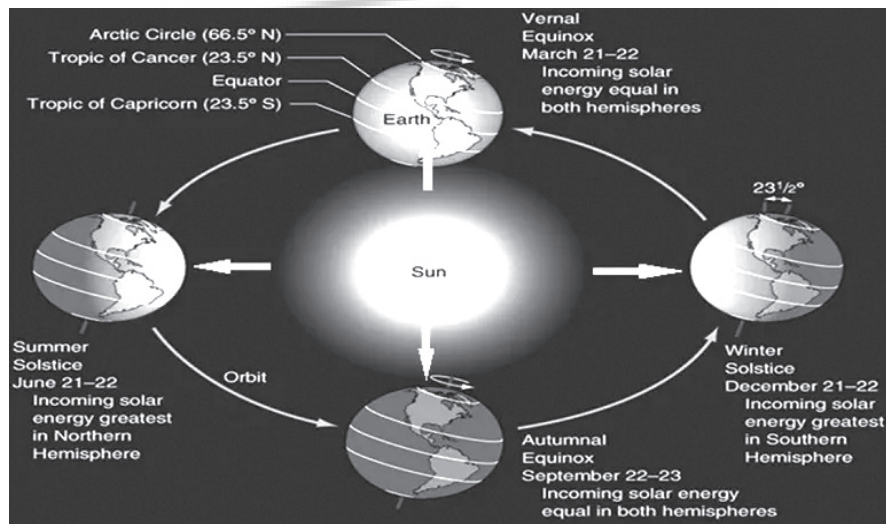 Arctic Circle (66.5° N)
Tropic of Cancer (23.5° N)
Equator
Tropic of Capricorn (23.5° S)
Earth
Vernal
Equinox
March 21–22
Incoming solar
energy equal in
both hemispheres
23 1/2°
Sun
Summer
Solstice
June 21–22
Incoming solar
energy greatest
in Northern
Hemisphere
Orbit
Autumnal
Equinox
September 22–23
Incoming solar energy
equal in both hemispheres
Winter
Solstice
December 21–22
Incoming solar
energy greatest
in Southern
Hemisphere